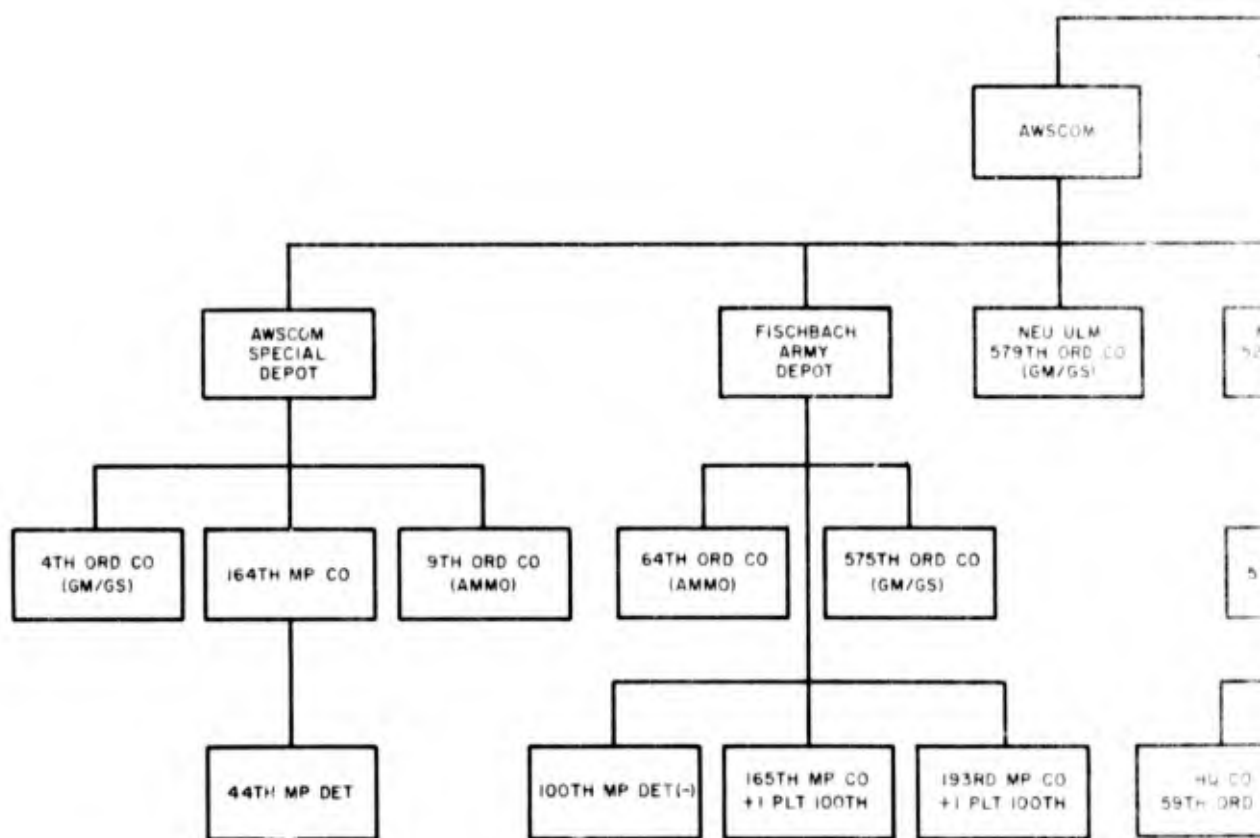 AWSCOM
AWSCOM
SPECIAL
DEPOT
FISCHBACH
ARMY
DEPOT
NEU ULM
579TH ORD CO
(GM/GS)
4TH ORD CO
(GM/GS)
164TH MP CO
9TH ORD CO
(AMMO)
64TH ORD CO
(AMMO)
575TH ORD CO
(GM/GS)
44TH MP DET
100TH MP DET(-)
165TH MP CO
+1 PLT 100TH
193RD MP CO
+1 PLT 100TH
HQ CO
59TH ORD